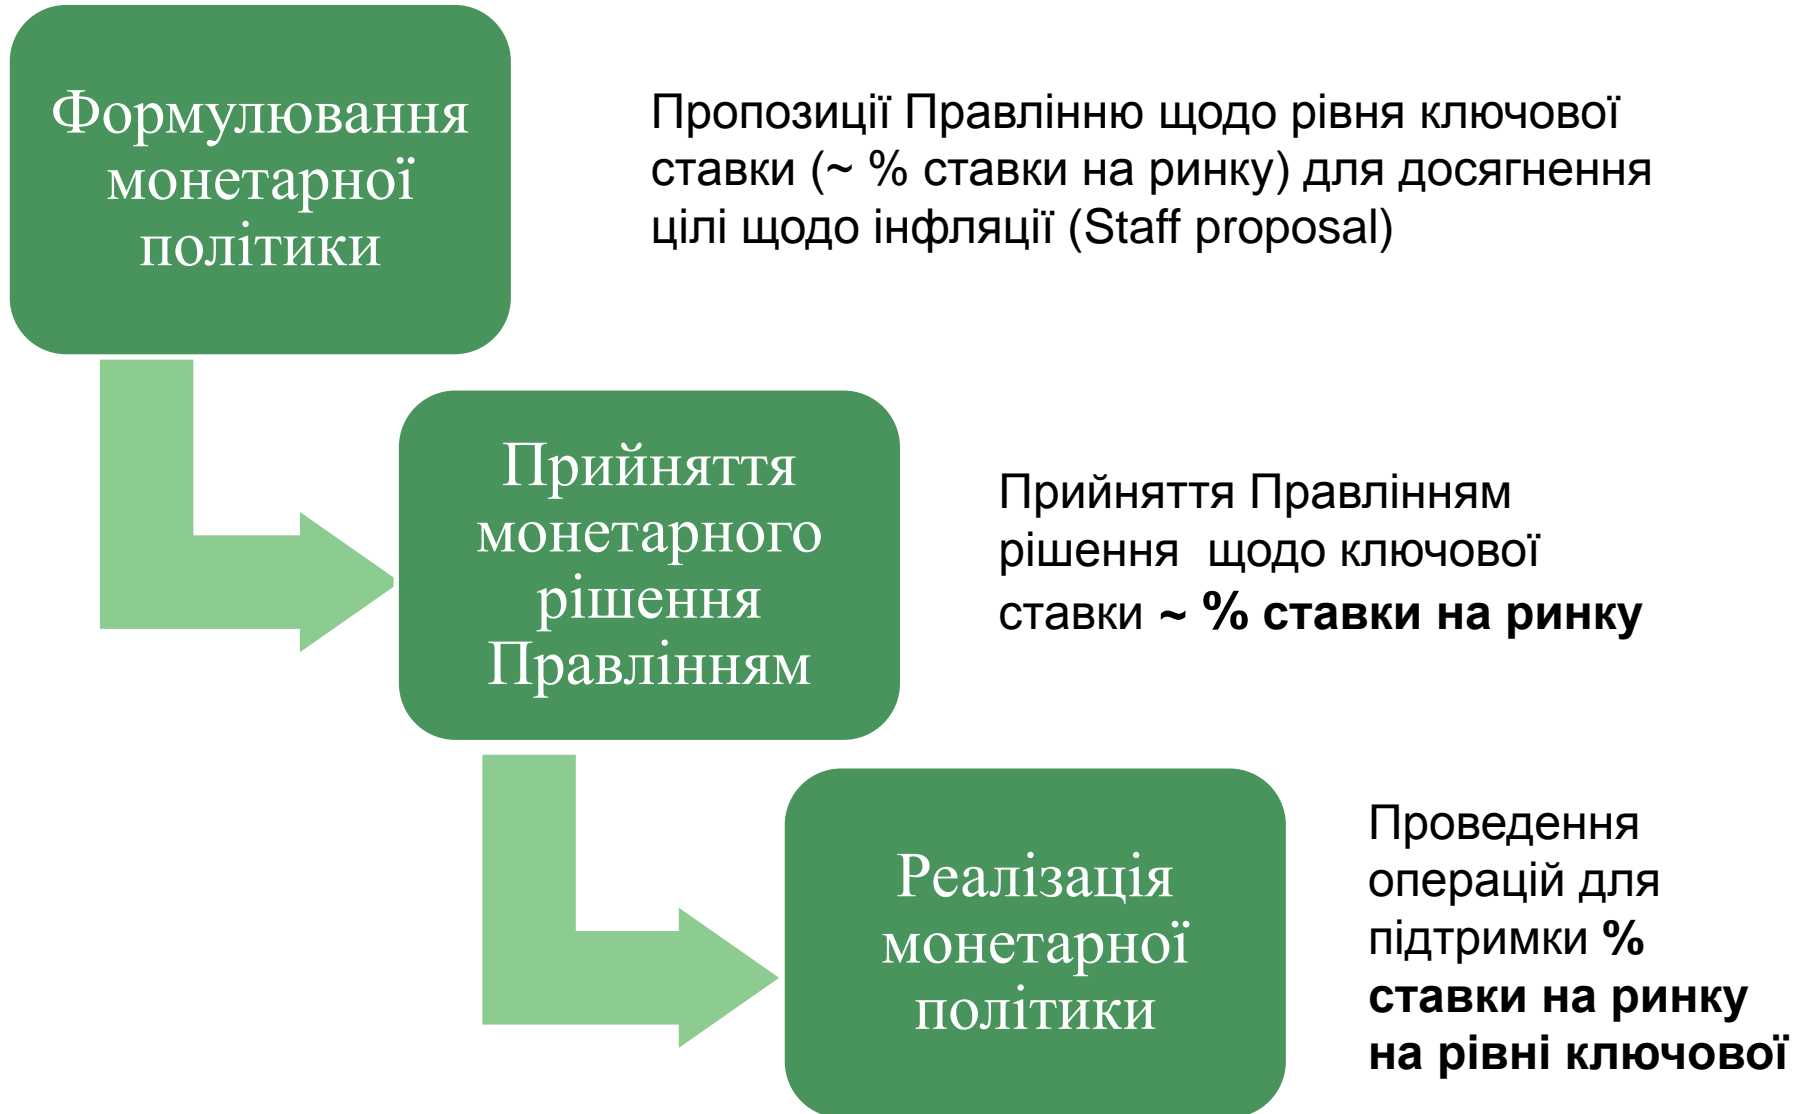 Формулювання
монетарної
політики
Пропозиції Правлінню щодо рівня ключової
ставки (~ % ставки на ринку) для досягнення
цілі щодо інфляції (Staff proposal)
Прийняття
монетарного
рішення
Правлінням
Прийняття Правлінням
рішення  щодо ключової
ставки ~ % ставки на ринку
Реалізація
монетарної
політики
Проведення
операцій для
підтримки %
ставки на ринку
на рівні ключової